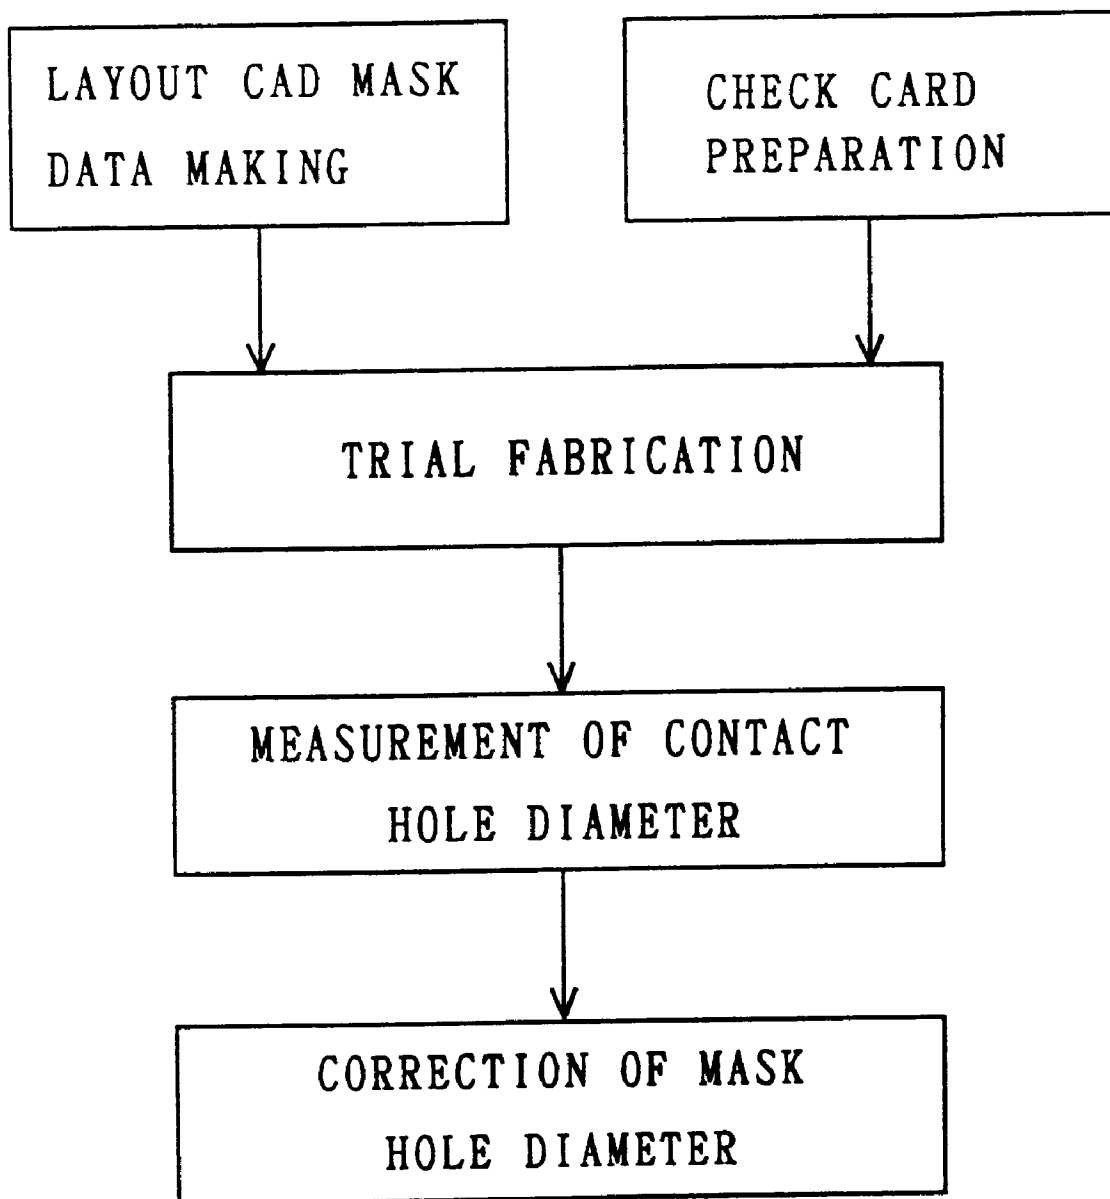 LAYOUT CAD MASK
DATA MAKING
CHECK CARD
PREPARATION
TRIAL FABRICATION
MEASUREMENT OF CONTACT
HOLE DIAMETER
CORRECTION OF MASK
HOLE DIAMETER